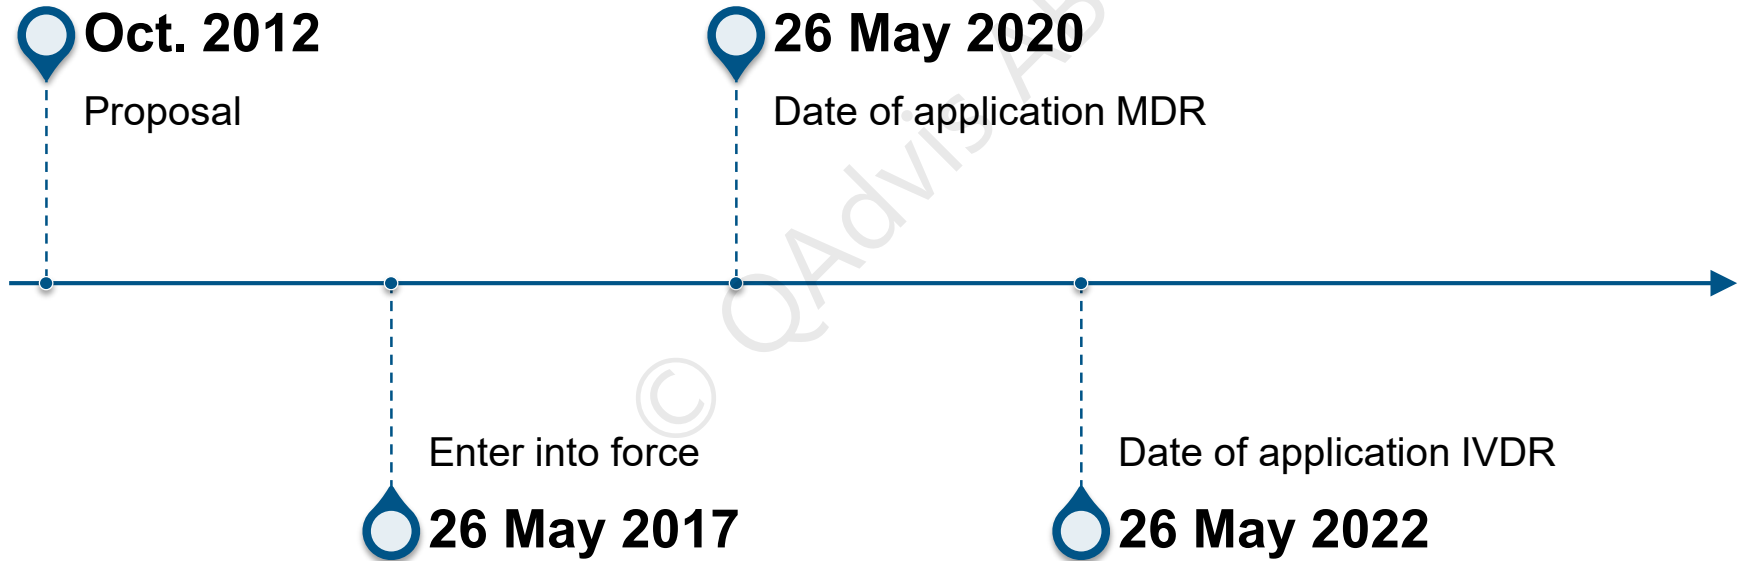 Oct. 2012
Proposal
26 May 2020
Date of application MDR
Enter into force
26 May 2017
Date of application IVDR
26 May 2022
© QAdvis AB